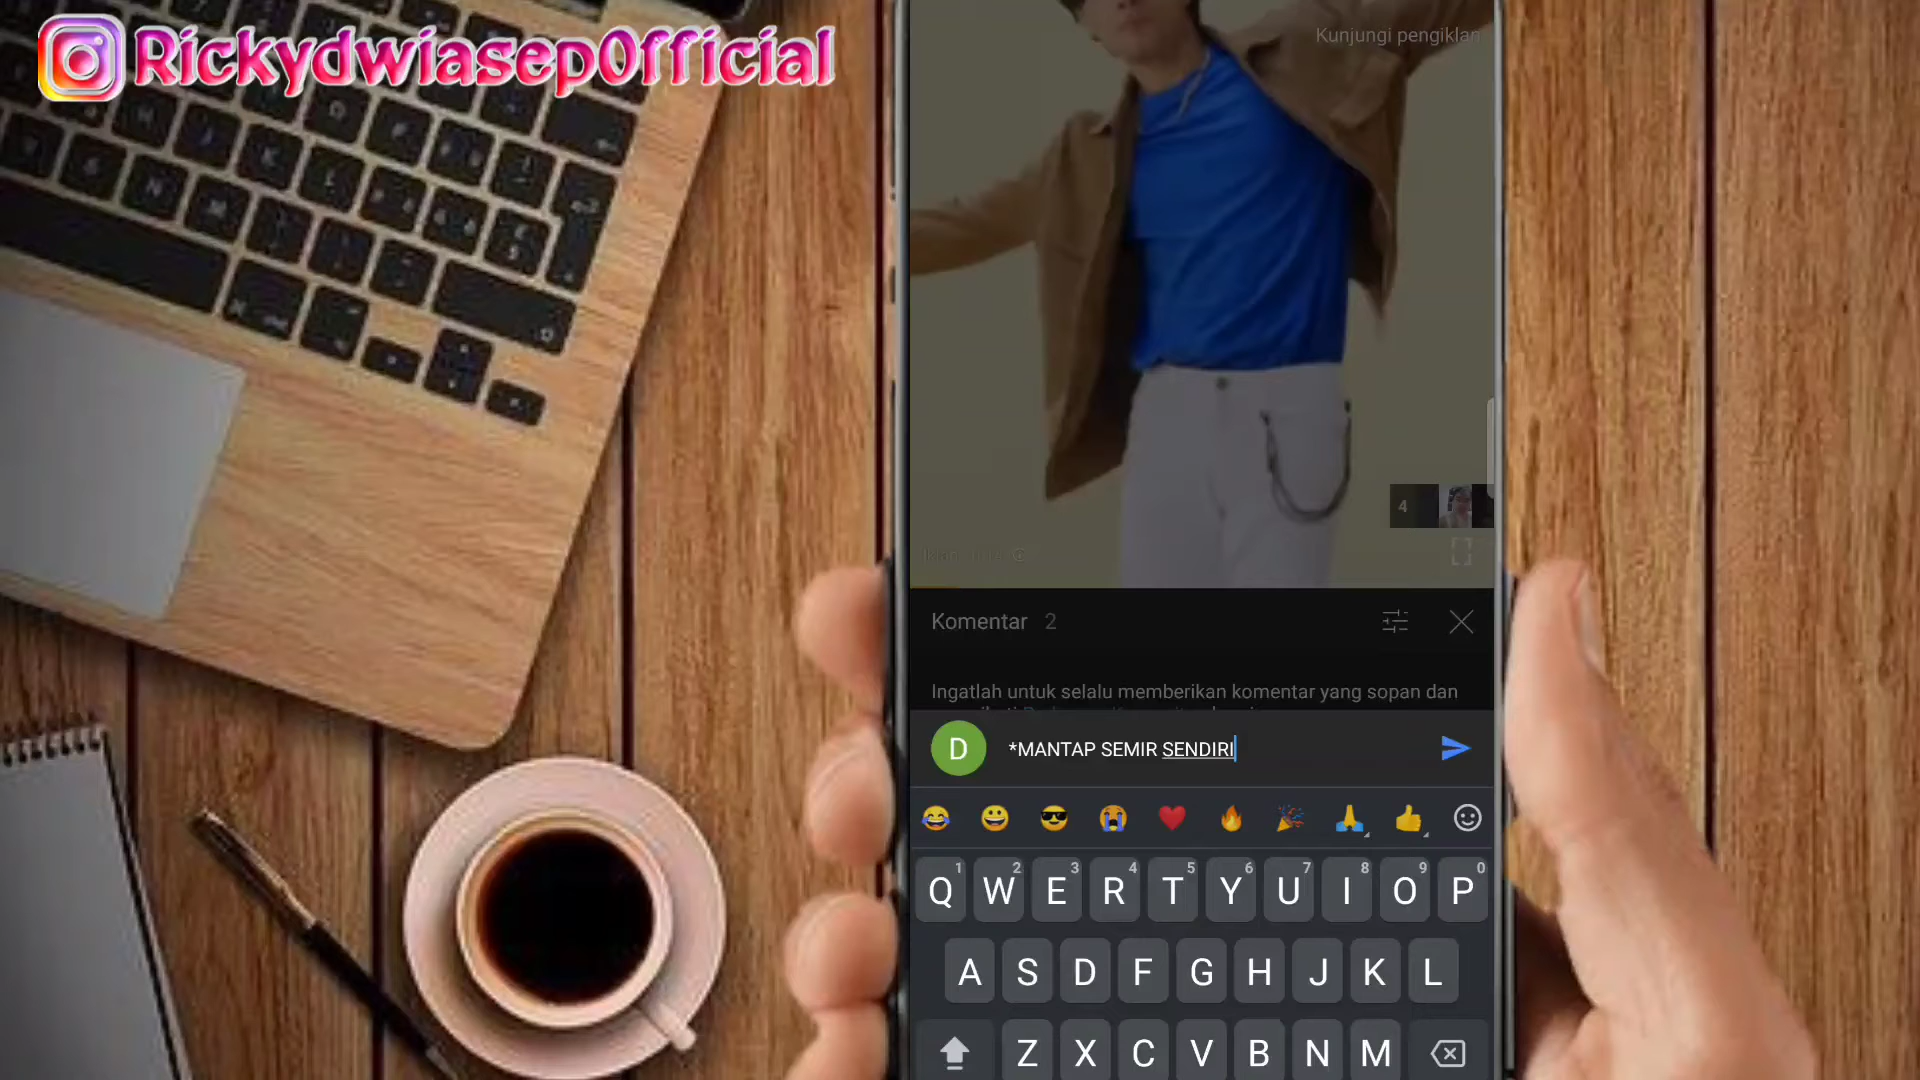 Rickydwiasep0fficial
Kunjungi pengiklan
4
Komentar 2
Ingatlah untuk selalu memberikan komentar yang sopan dan
D *MANTAP SEMIR SENDIRI
1 2 3 4 5 6 7 8 9 0
Q W E R T Y U I O P
A S D F G H J K L
Z X C V B N M